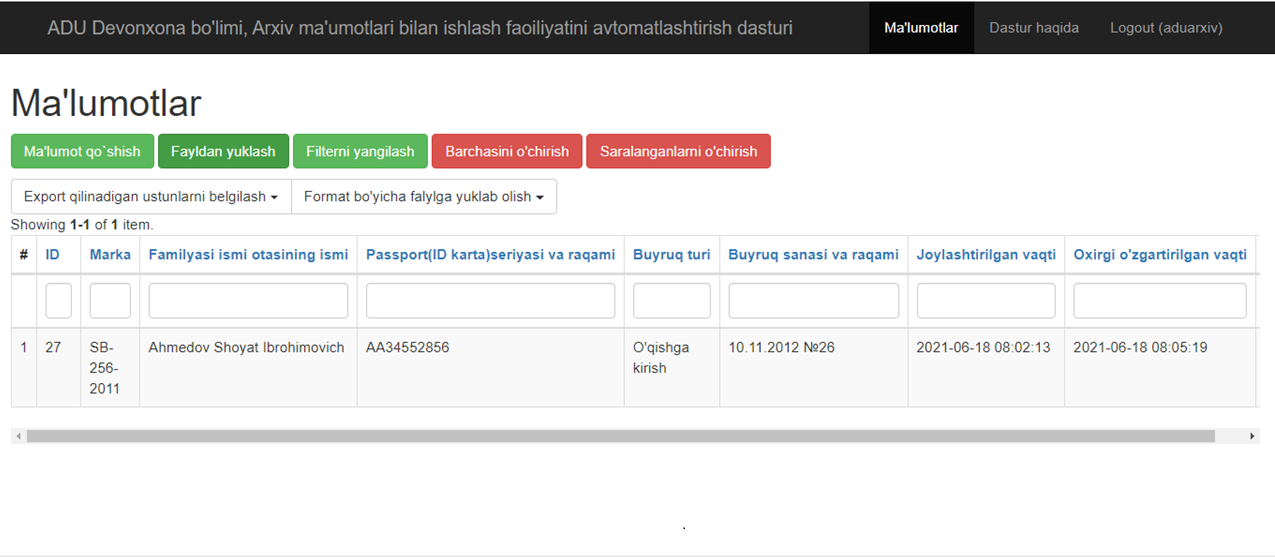 ADU Devonxona bo'limi, Arxiv ma'umotlari bilan ishlash faoiliyatini avtomatlashtirish dasturi Ma'lumotlar Dastur haqida Logout (aduarxiv)
Ma'lumotlar
Ma'lumot qo`shish Fayldan yuklash Filterni yangilash Barchasini o'chirish Saralanganlarni o'chirish
Export qilinadigan ustunlarni belgilash Format bo'yicha falylga yuklab olish
Showing 1-1 of 1 item.
# ID Marka Familyasi ismi otasining ismi Passport(ID karta)seriyasi va raqami Buyruq turi Buyruq sanasi va raqami Joylashtirilgan vaqti Oxirgi o'zgartirilgan vaqti
1 27 SB- Ahmedov Shoyat Ibrohimovich AA34552856 O'qishga 10.11.2012 №26 2021-06-18 08:02:13 2021-06-18 08:05:19
256- kirish
2011